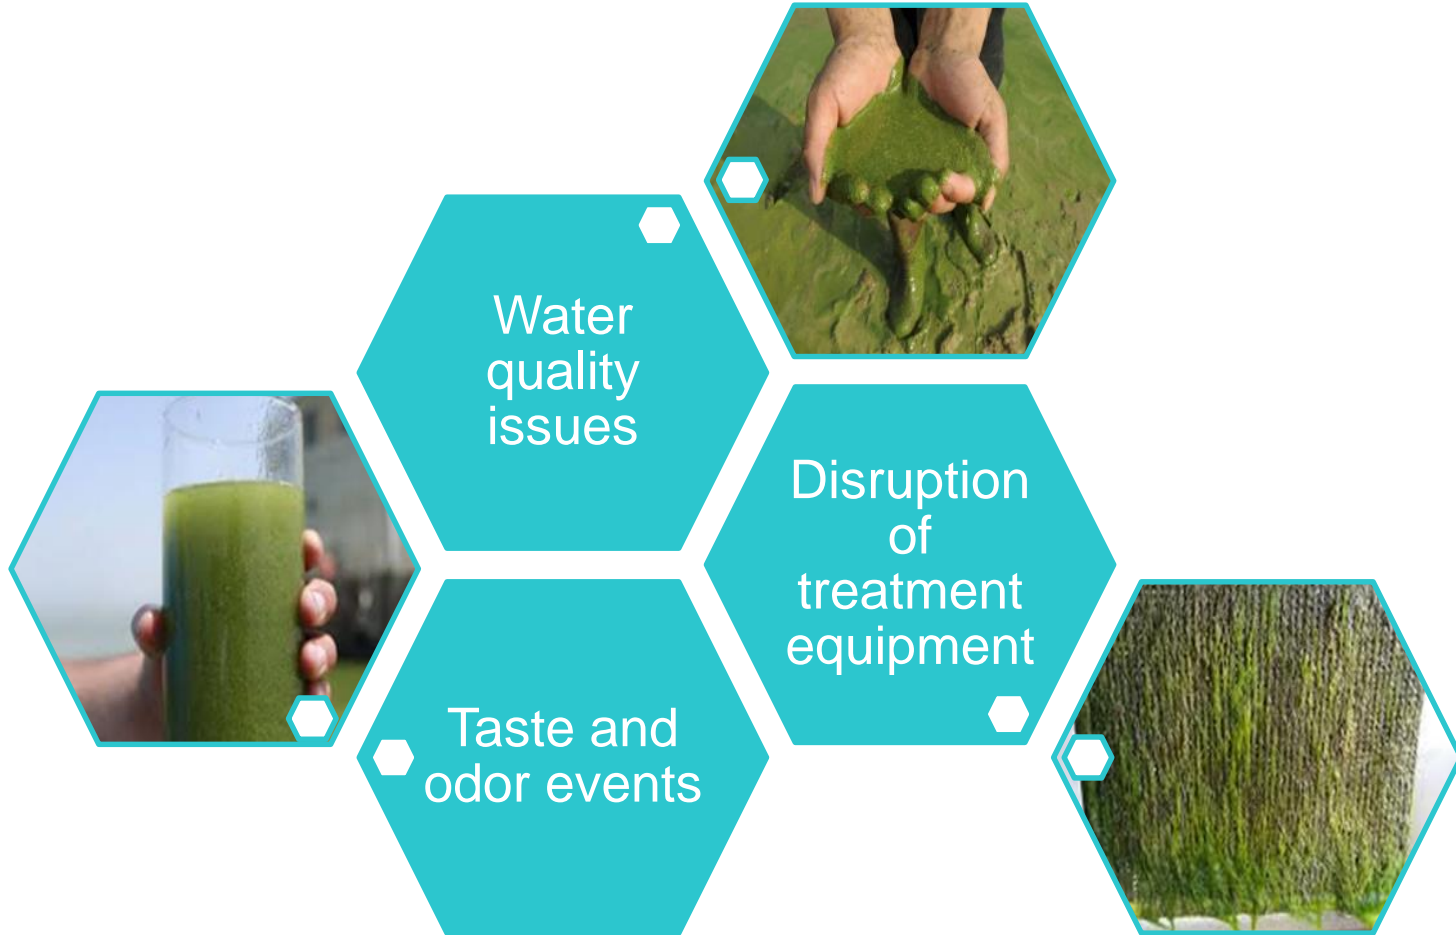 Water
quality
issues
Disruption
of
treatment
equipment
Taste and
odor events